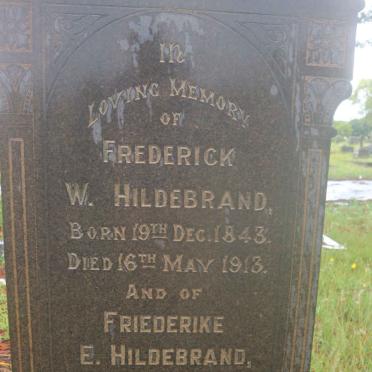 In
Loving Memory
of
Frederick
W. Hildebrand,
Born 19th Dec. 1843.
Died 16th May 1913.
And of
Friederike
E. Hildebrand,